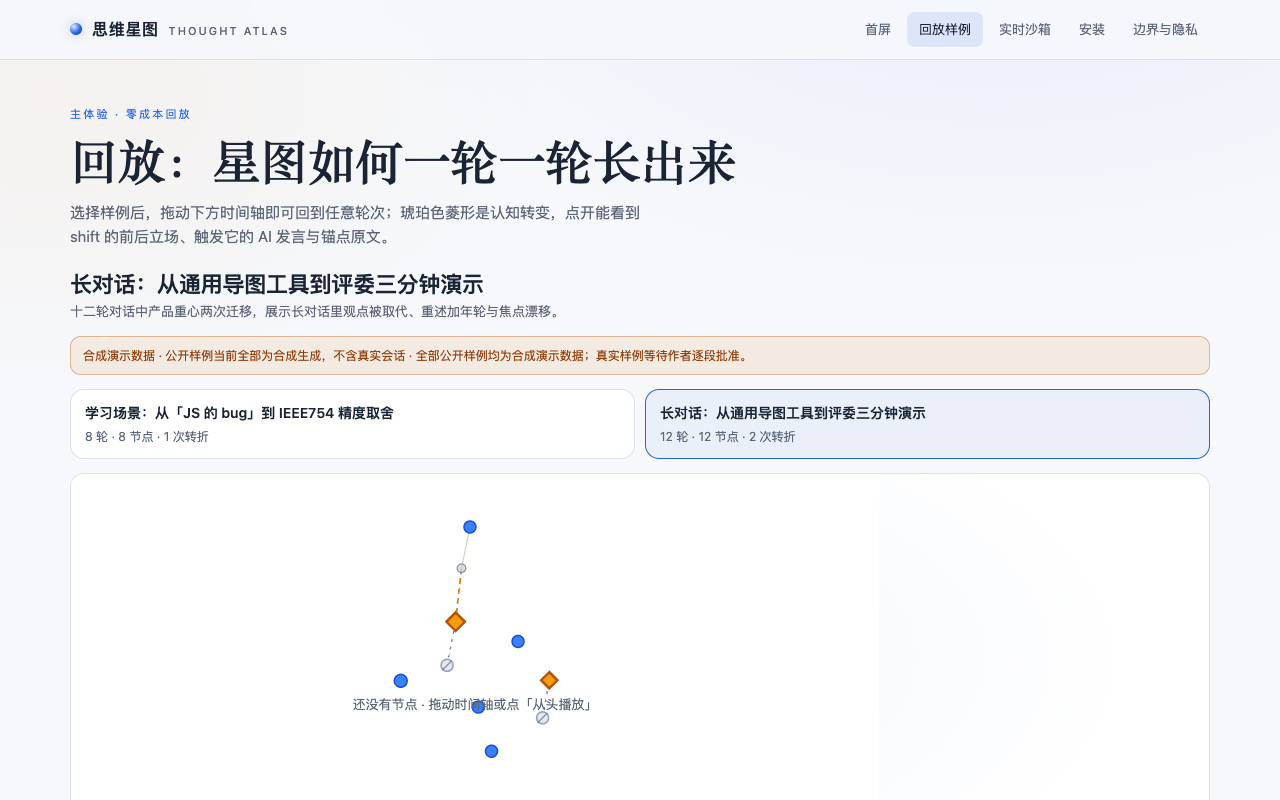 思维星图 THOUGHT ATLAS
首屏 回放样例 实时沙箱 安装 边界与隐私
主体验 · 零成本回放
回放：星图如何一轮一轮长出来
选择样例后，拖动下方时间轴即可回到任意轮次；琥珀色菱形是认知转变，点开能看到
shift 的前后立场、触发它的 AI 发言与锚点原文。
长对话：从通用导图工具到评委三分钟演示
十二轮对话中产品重心两次迁移，展示长对话里观点被取代、重述加年轮与焦点漂移。
合成演示数据 · 公开样例当前全部为合成生成，不含真实会话 · 全部公开样例均为合成演示数据；真实样例等待作者逐段批准。
学习场景：从「JS 的 bug」到 IEEE754 精度取舍
8 轮 · 8 节点 · 1 次转折
长对话：从通用导图工具到评委三分钟演示
12 轮 · 12 节点 · 2 次转折
还没有节点 · 拖动时间轴或点「从头播放」